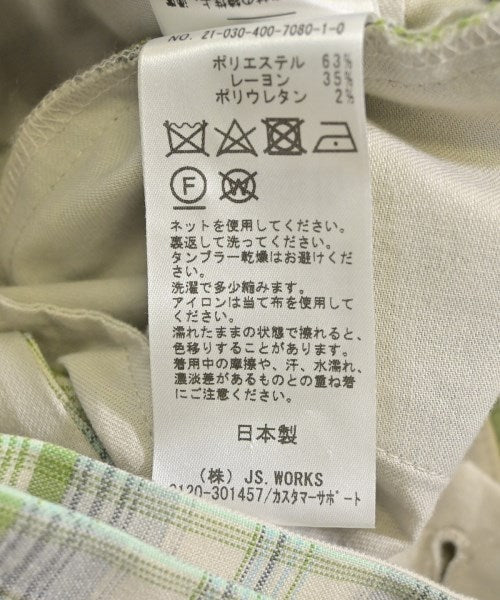 NO. 21-030-400-7080-1-0
ポリエステル 63%
レーヨン 35%
ポリウレタン 2%
F W
ネットを使用してください。
裏返して洗ってください。
タンブラー乾燥はお避けくだ
さい。
洗濯で多少縮みます。
アイロンは当て布を使用して
ください。
濡れたままの状態で擦れると、
色移りすることがあります。
着用中の摩擦や、汗、水濡れ、
濃淡差があるものとの重ね着
にご注意ください。
日本製
(株) JS. WORKS
0120-301457/カスタマーサポート